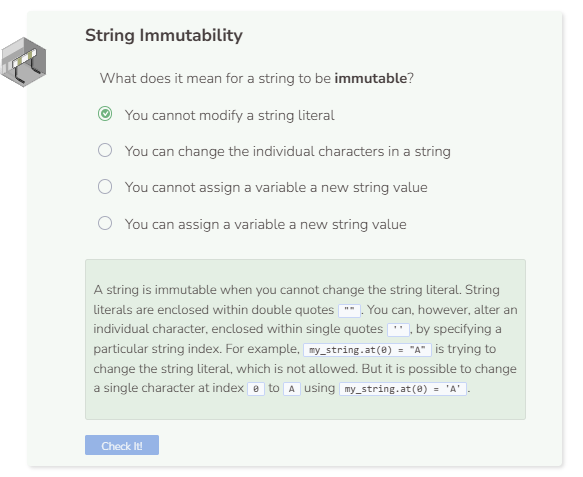 String Immutability
What does it mean for a string to be immutable?
You cannot modify a string literal
You can change the individual characters in a string
You cannot assign a variable a new string value
You can assign a variable a new string value
A string is immutable when you cannot change the string literal. String
literals are enclosed within double quotes "". You can, however, alter an
individual character, enclosed within single quotes '', by specifying a
particular string index. For example, my_string.at(0) = "A" is trying to
change the string literal, which is not allowed. But it is possible to change
a single character at index 0 to A using my_string.at(0) = 'A'.
Check It!